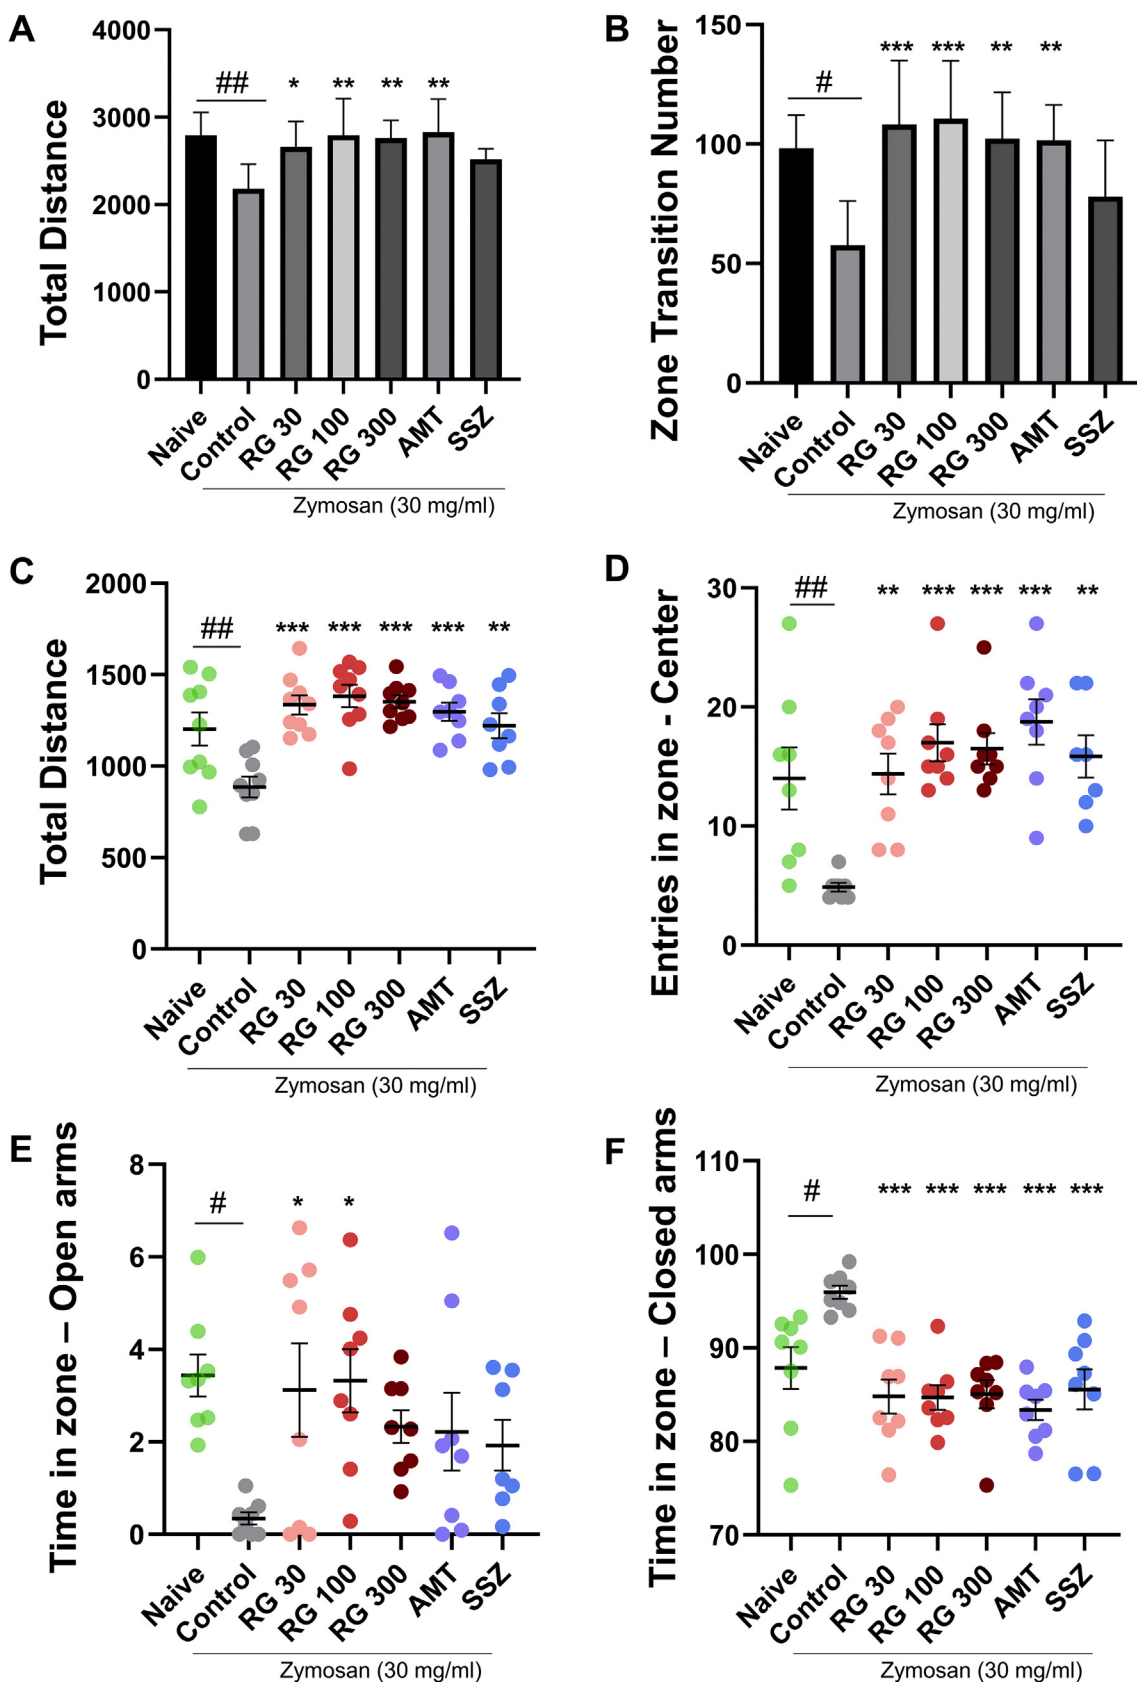 A
Total Distance
4000
3000
2000
1000
0
##
*
**
**
**
Naive
Control
RG 30
RG 100
RG 300
AMT
SSZ
Zymosan (30 mg/ml)
B
Zone Transition Number
150
100
50
0
#
***
***
**
**
Naive
Control
RG 30
RG 100
RG 300
AMT
SSZ
Zymosan (30 mg/ml)
C
Total Distance
2000
1500
1000
500
0
##
***
***
***
***
**
Naive
Control
RG 30
RG 100
RG 300
AMT
SSZ
Zymosan (30 mg/ml)
D
Entries in zone - Center
30
20
10
0
##
**
***
***
***
**
Naive
Control
RG 30
RG 100
RG 300
AMT
SSZ
Zymosan (30 mg/ml)
E
Time in zone – Open arms
8
6
4
2
0
#
*
*
Naive
Control
RG 30
RG 100
RG 300
AMT
SSZ
Zymosan (30 mg/ml)
F
Time in zone – Closed arms
110
100
90
80
70
#
***
***
***
***
***
Naive
Control
RG 30
RG 100
RG 300
AMT
SSZ
Zymosan (30 mg/ml)